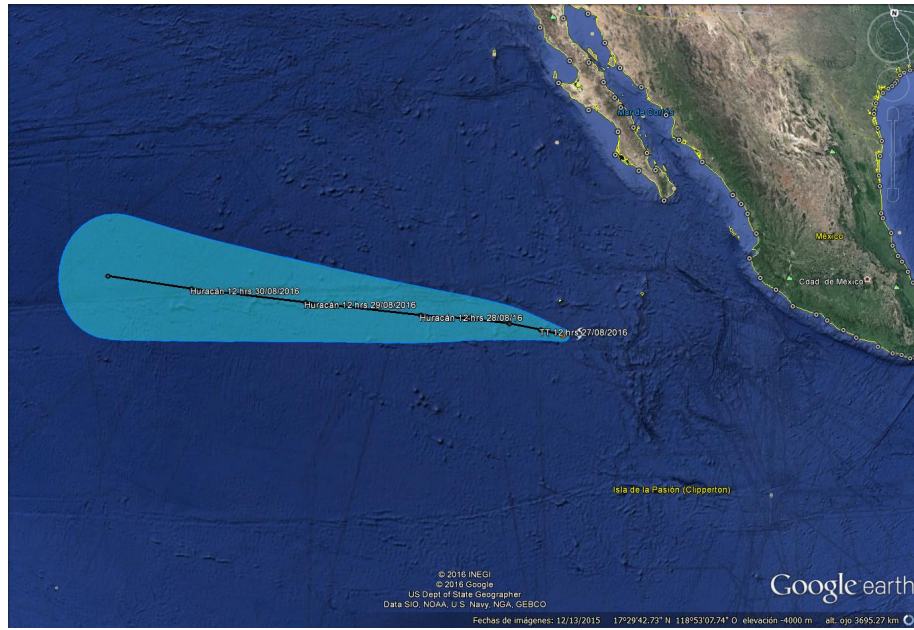 N
Mar de Cortés
México
Cdad. de México
Huracán 12 hrs 30/08/2016
Huracán 12 hrs 29/08/2016
Huracán 12 hrs 28/08/16
TT 12 hrs 27/08/2016
Isla de la Pasión (Clipperton)
© 2016 INEGI
© 2016 Google
US Dept of State Geographer
Data SIO, NOAA, U.S. Navy, NGA, GEBCO
Google earth
Fechas de imágenes: 12/13/2015 17°29'42.73" N 118°53'07.74" O elevación -4000 m alt. ojo 3695.27 km